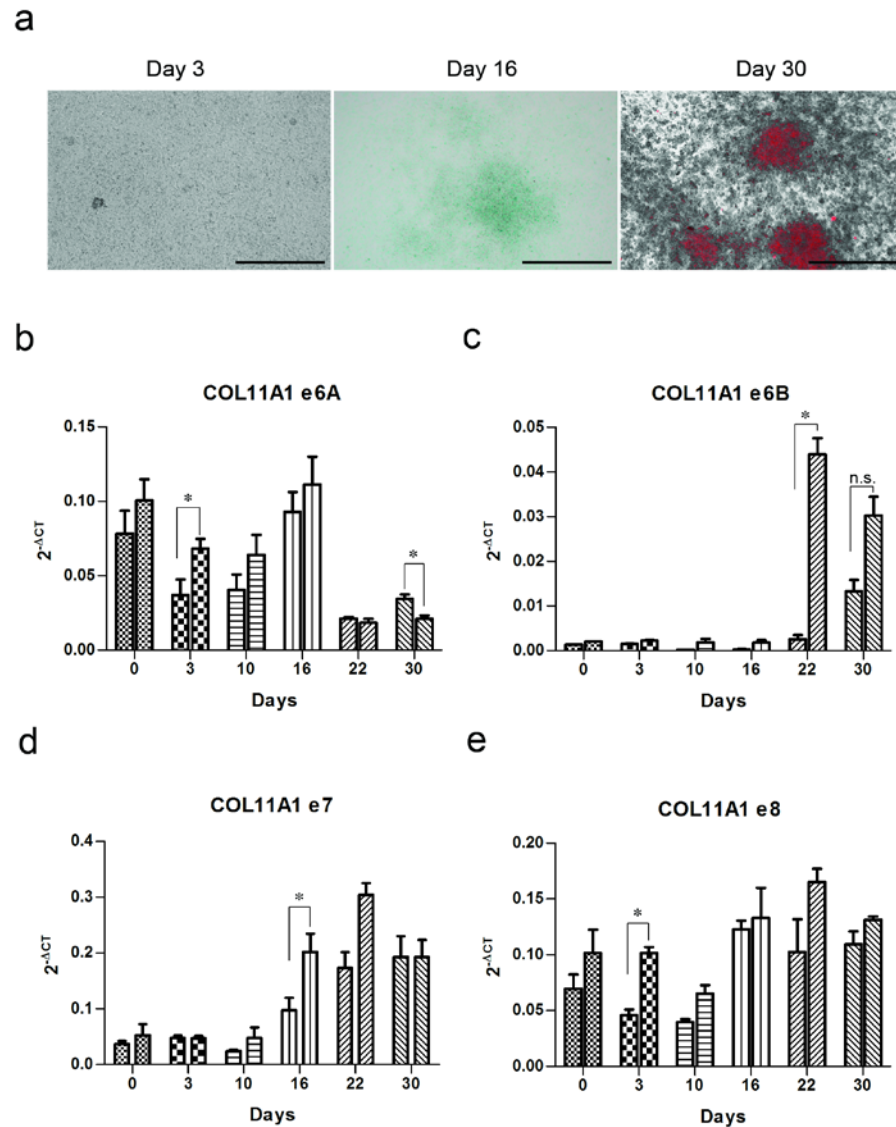 a
Day 3 Day 16 Day 30
b
COL11A1 e6A
0.15
0.10
0.05
0.00
2-ΔCT
* *
0 3 10 16 22 30
Days
c
COL11A1 e6B
0.05
0.04
0.03
0.02
0.01
0.00
2-ΔCT
* n.s.
0 3 10 16 22 30
Days
d
COL11A1 e7
0.4
0.3
0.2
0.1
0.0
2-ΔCT
*
0 3 10 16 22 30
Days
e
COL11A1 e8
0.20
0.15
0.10
0.05
0.00
2-ΔCT
*
0 3 10 16 22 30
Days